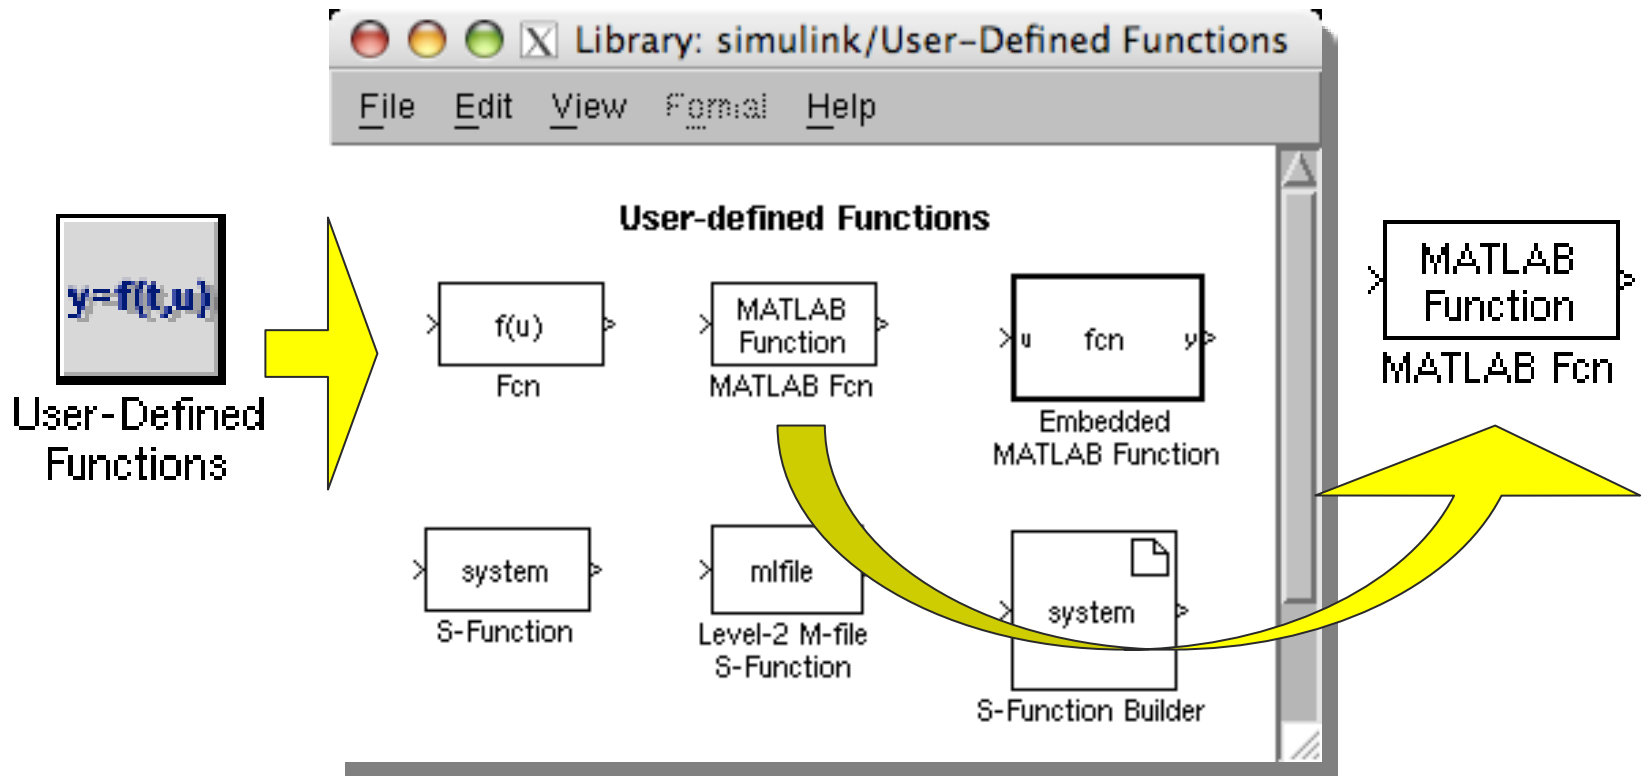 X Library: simulink/User-Defined Functions
File Edit View Format Help
User-defined Functions
y=f(t,u)
User-Defined
Functions
f(u)
Fcn
MATLAB
Function
MATLAB Fcn
u fcn y
Embedded
MATLAB Function
system
S-Function
mlfile
Level-2 M-file
S-Function
system
S-Function Builder
MATLAB
Function
MATLAB Fcn